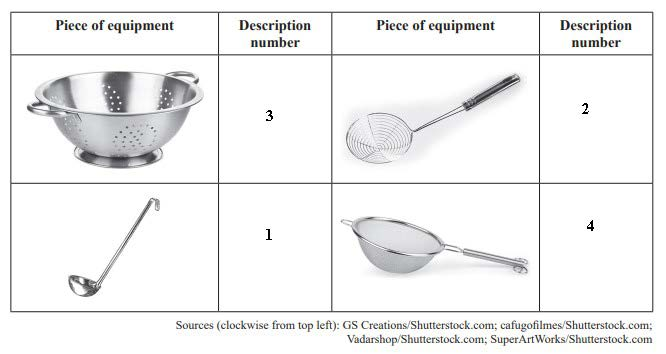 Piece of equipment Description number Piece of equipment Description number
3 2
1 4
Sources (clockwise from top left): GS Creations/Shutterstock.com; cafugofilmes/Shutterstock.com;
Vadarshop/Shutterstock.com; SuperArtWorks/Shutterstock.com